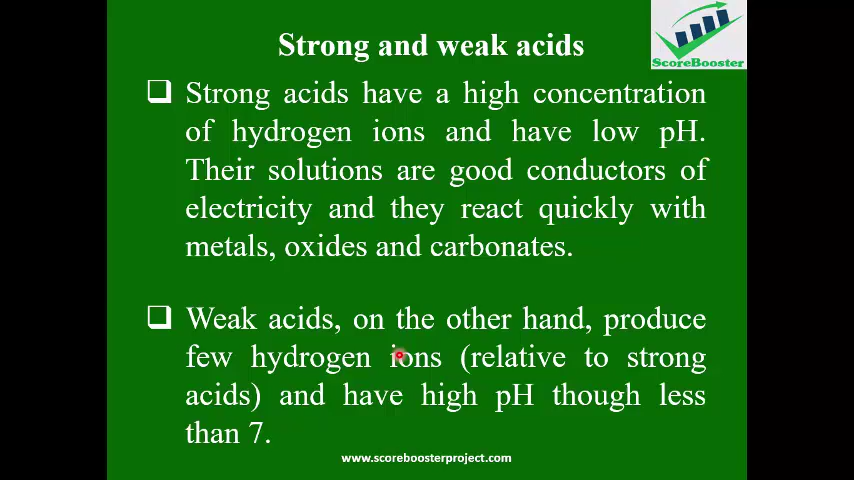 Strong and weak acids
ScoreBooster
Strong acids have a high concentration
of hydrogen ions and have low pH.
Their solutions are good conductors of
electricity and they react quickly with
metals, oxides and carbonates.
Weak acids, on the other hand, produce
few hydrogen ions (relative to strong
acids) and have high pH though less
than 7.
www.scoreboosterproject.com